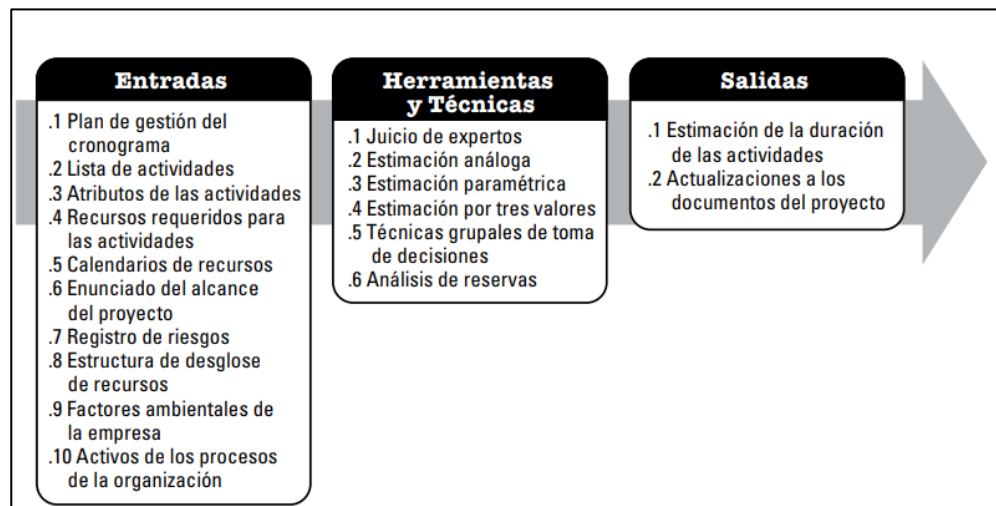 Entradas
.1 Plan de gestión del
cronograma
.2 Lista de actividades
.3 Atributos de las actividades
.4 Recursos requeridos para
las actividades
.5 Calendarios de recursos
.6 Enunciado del alcance
del proyecto
.7 Registro de riesgos
.8 Estructura de desglose
de recursos
.9 Factores ambientales de
la empresa
.10 Activos de los procesos
de la organización
Herramientas
y Técnicas
.1 Juicio de expertos
.2 Estimación análoga
.3 Estimación paramétrica
.4 Estimación por tres valores
.5 Técnicas grupales de toma
de decisiones
.6 Análisis de reservas
Salidas
.1 Estimación de la duración
de las actividades
.2 Actualizaciones a los
documentos del proyecto